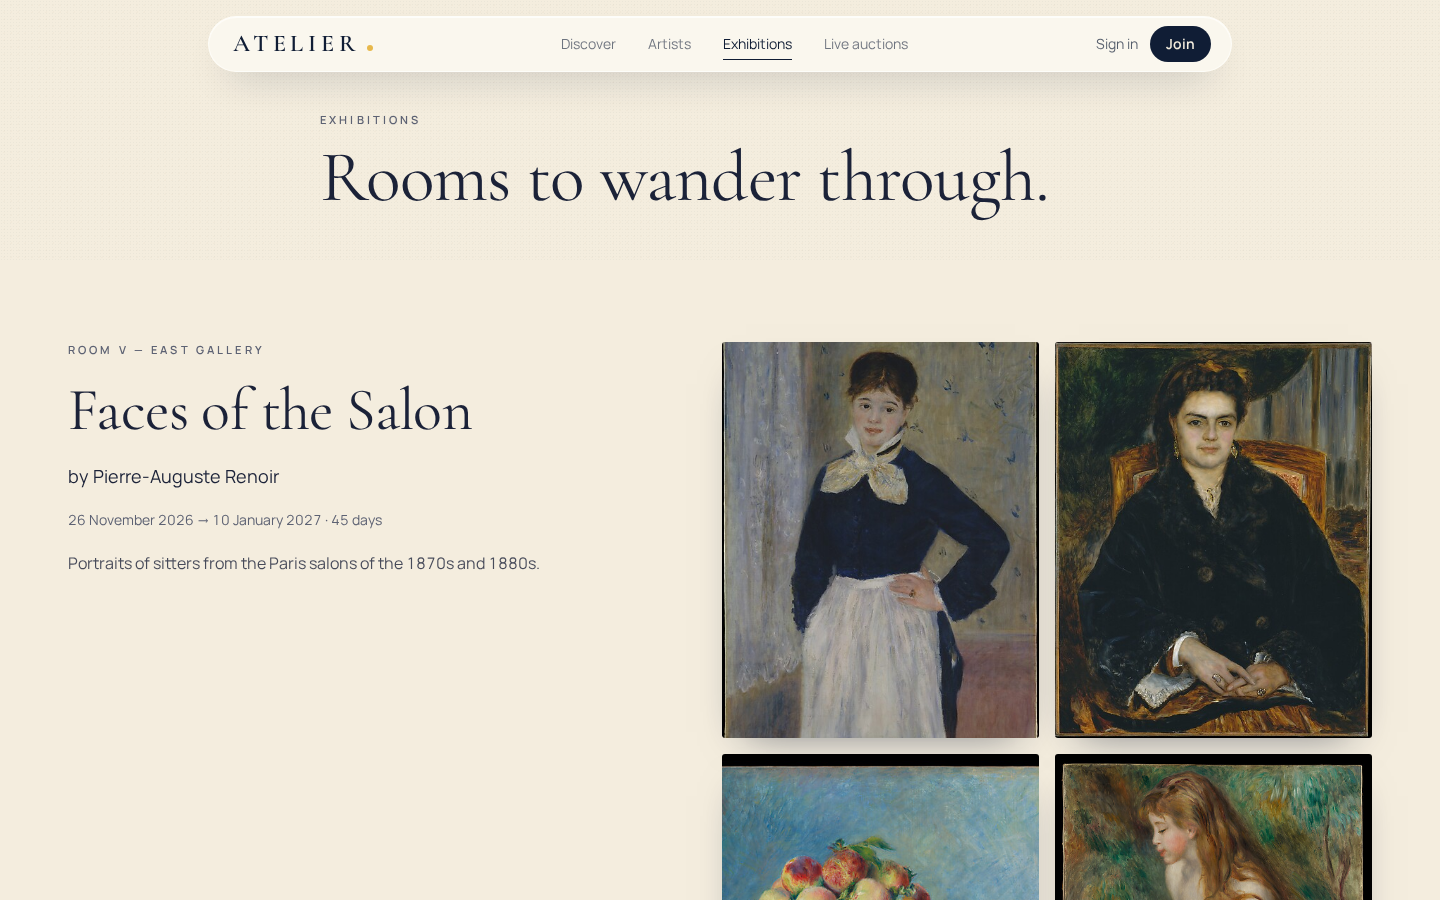 ATELIER
Discover
Artists
Exhibitions
Live auctions
Sign in
Join
EXHIBITIONS
Rooms to wander through.
ROOM V — EAST GALLERY
Faces of the Salon
by Pierre-Auguste Renoir
26 November 2026 → 10 January 2027 · 45 days
Portraits of sitters from the Paris salons of the 1870s and 1880s.